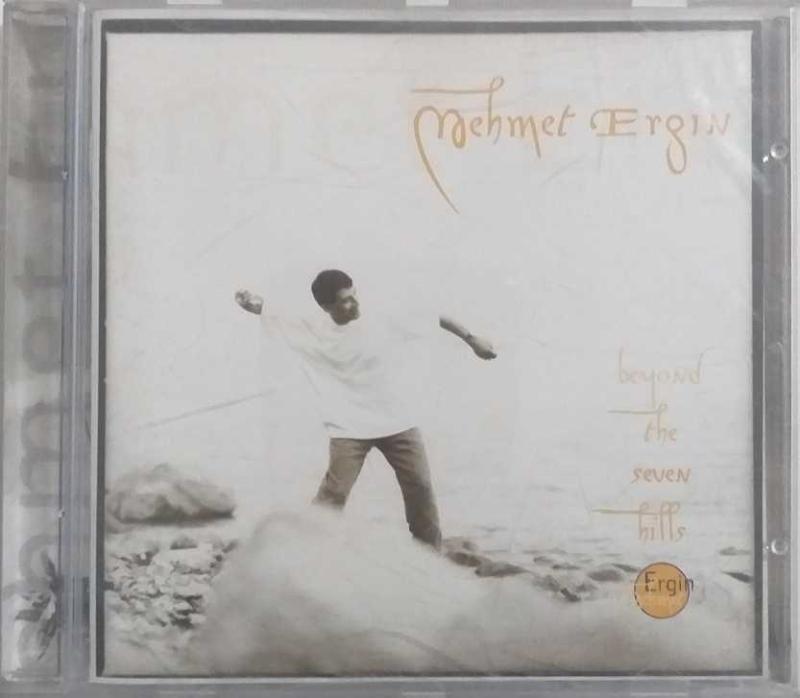 Mehmet Ergin
beyond
the
seven
hills
Ergin